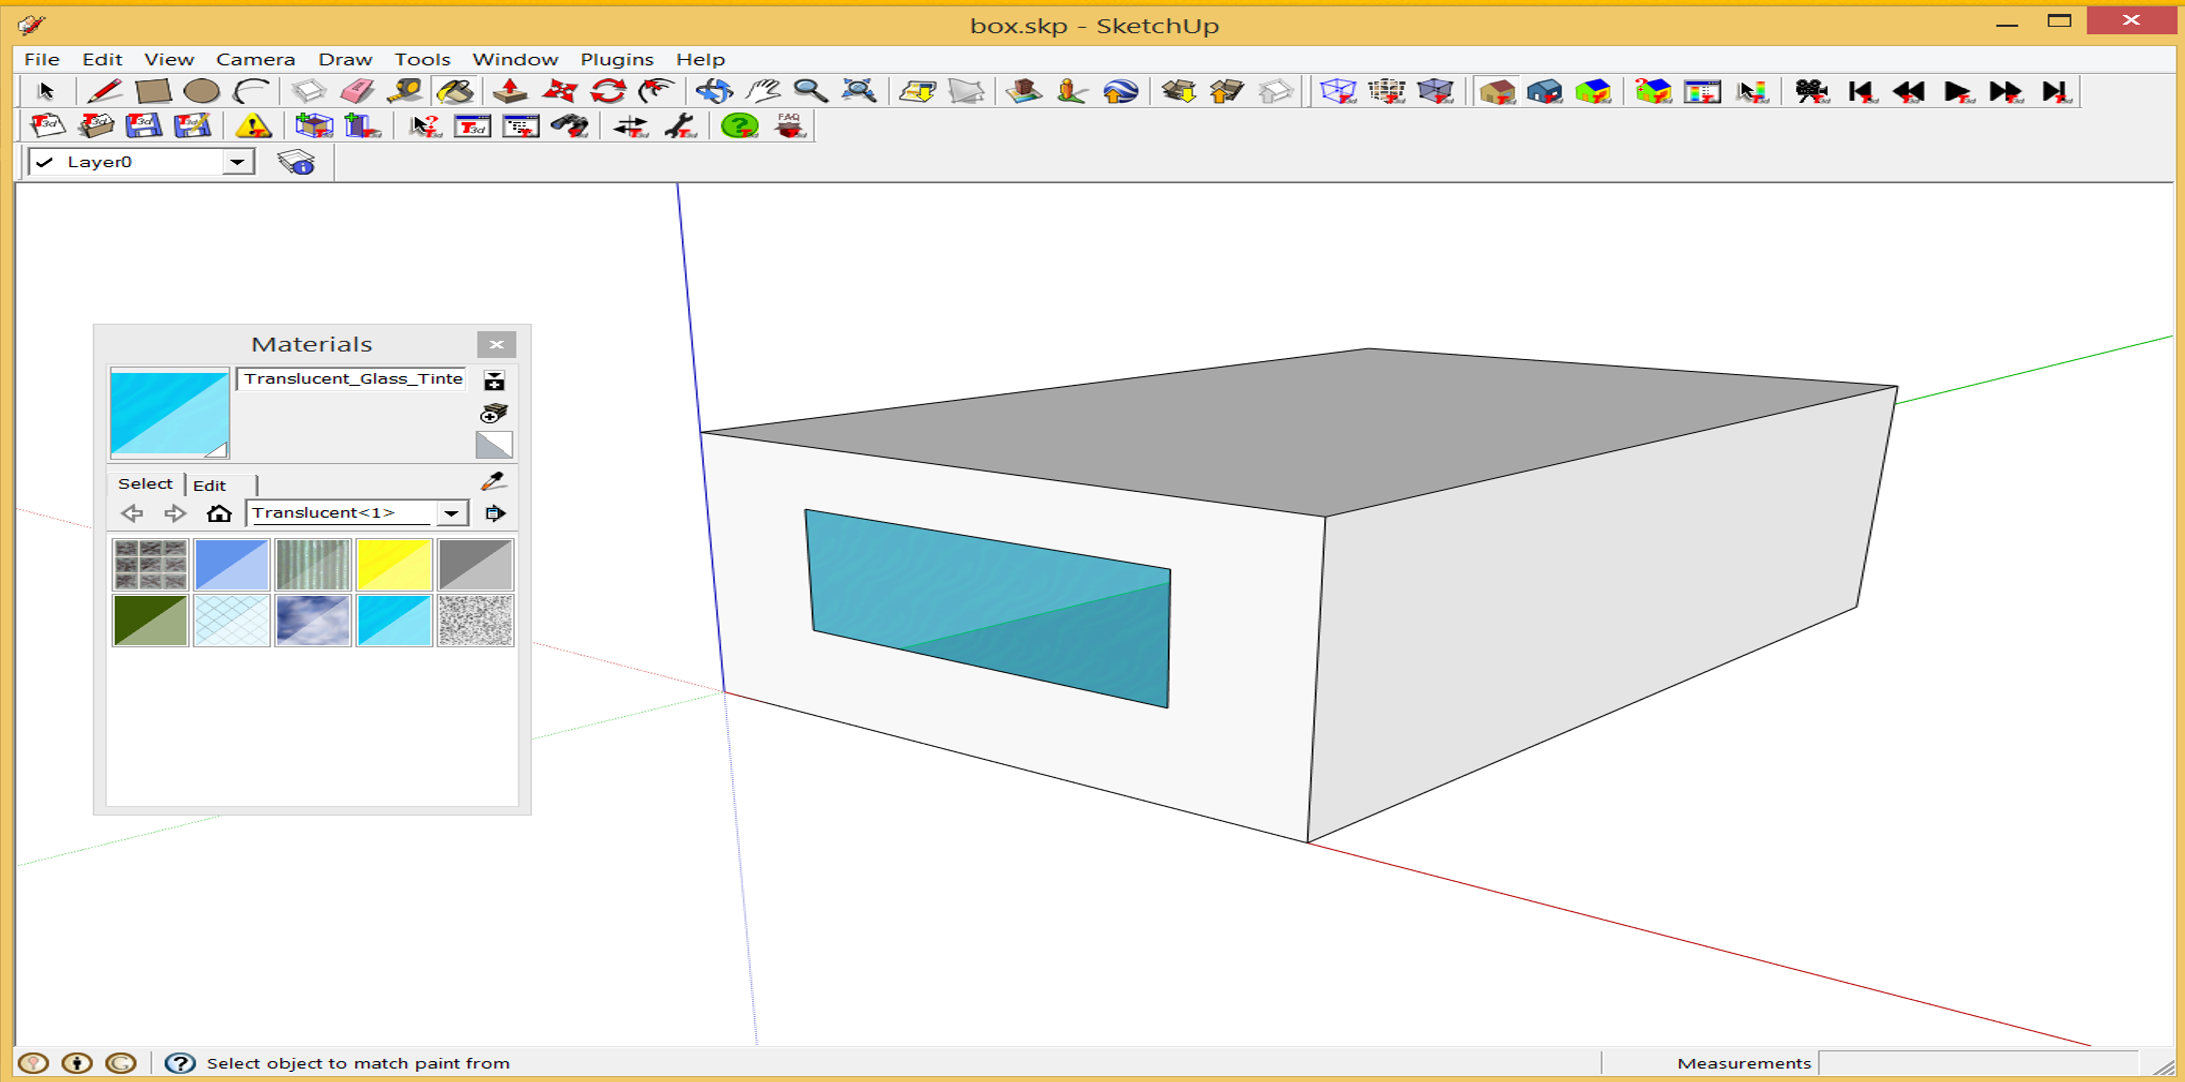 box.skp - SketchUp
File Edit View Camera Draw Tools Window Plugins Help
T3d
FAQ
Layer0
Materials
Translucent_Glass_Tinte
Select Edit
Translucent<1>
Select object to match paint from
Measurements